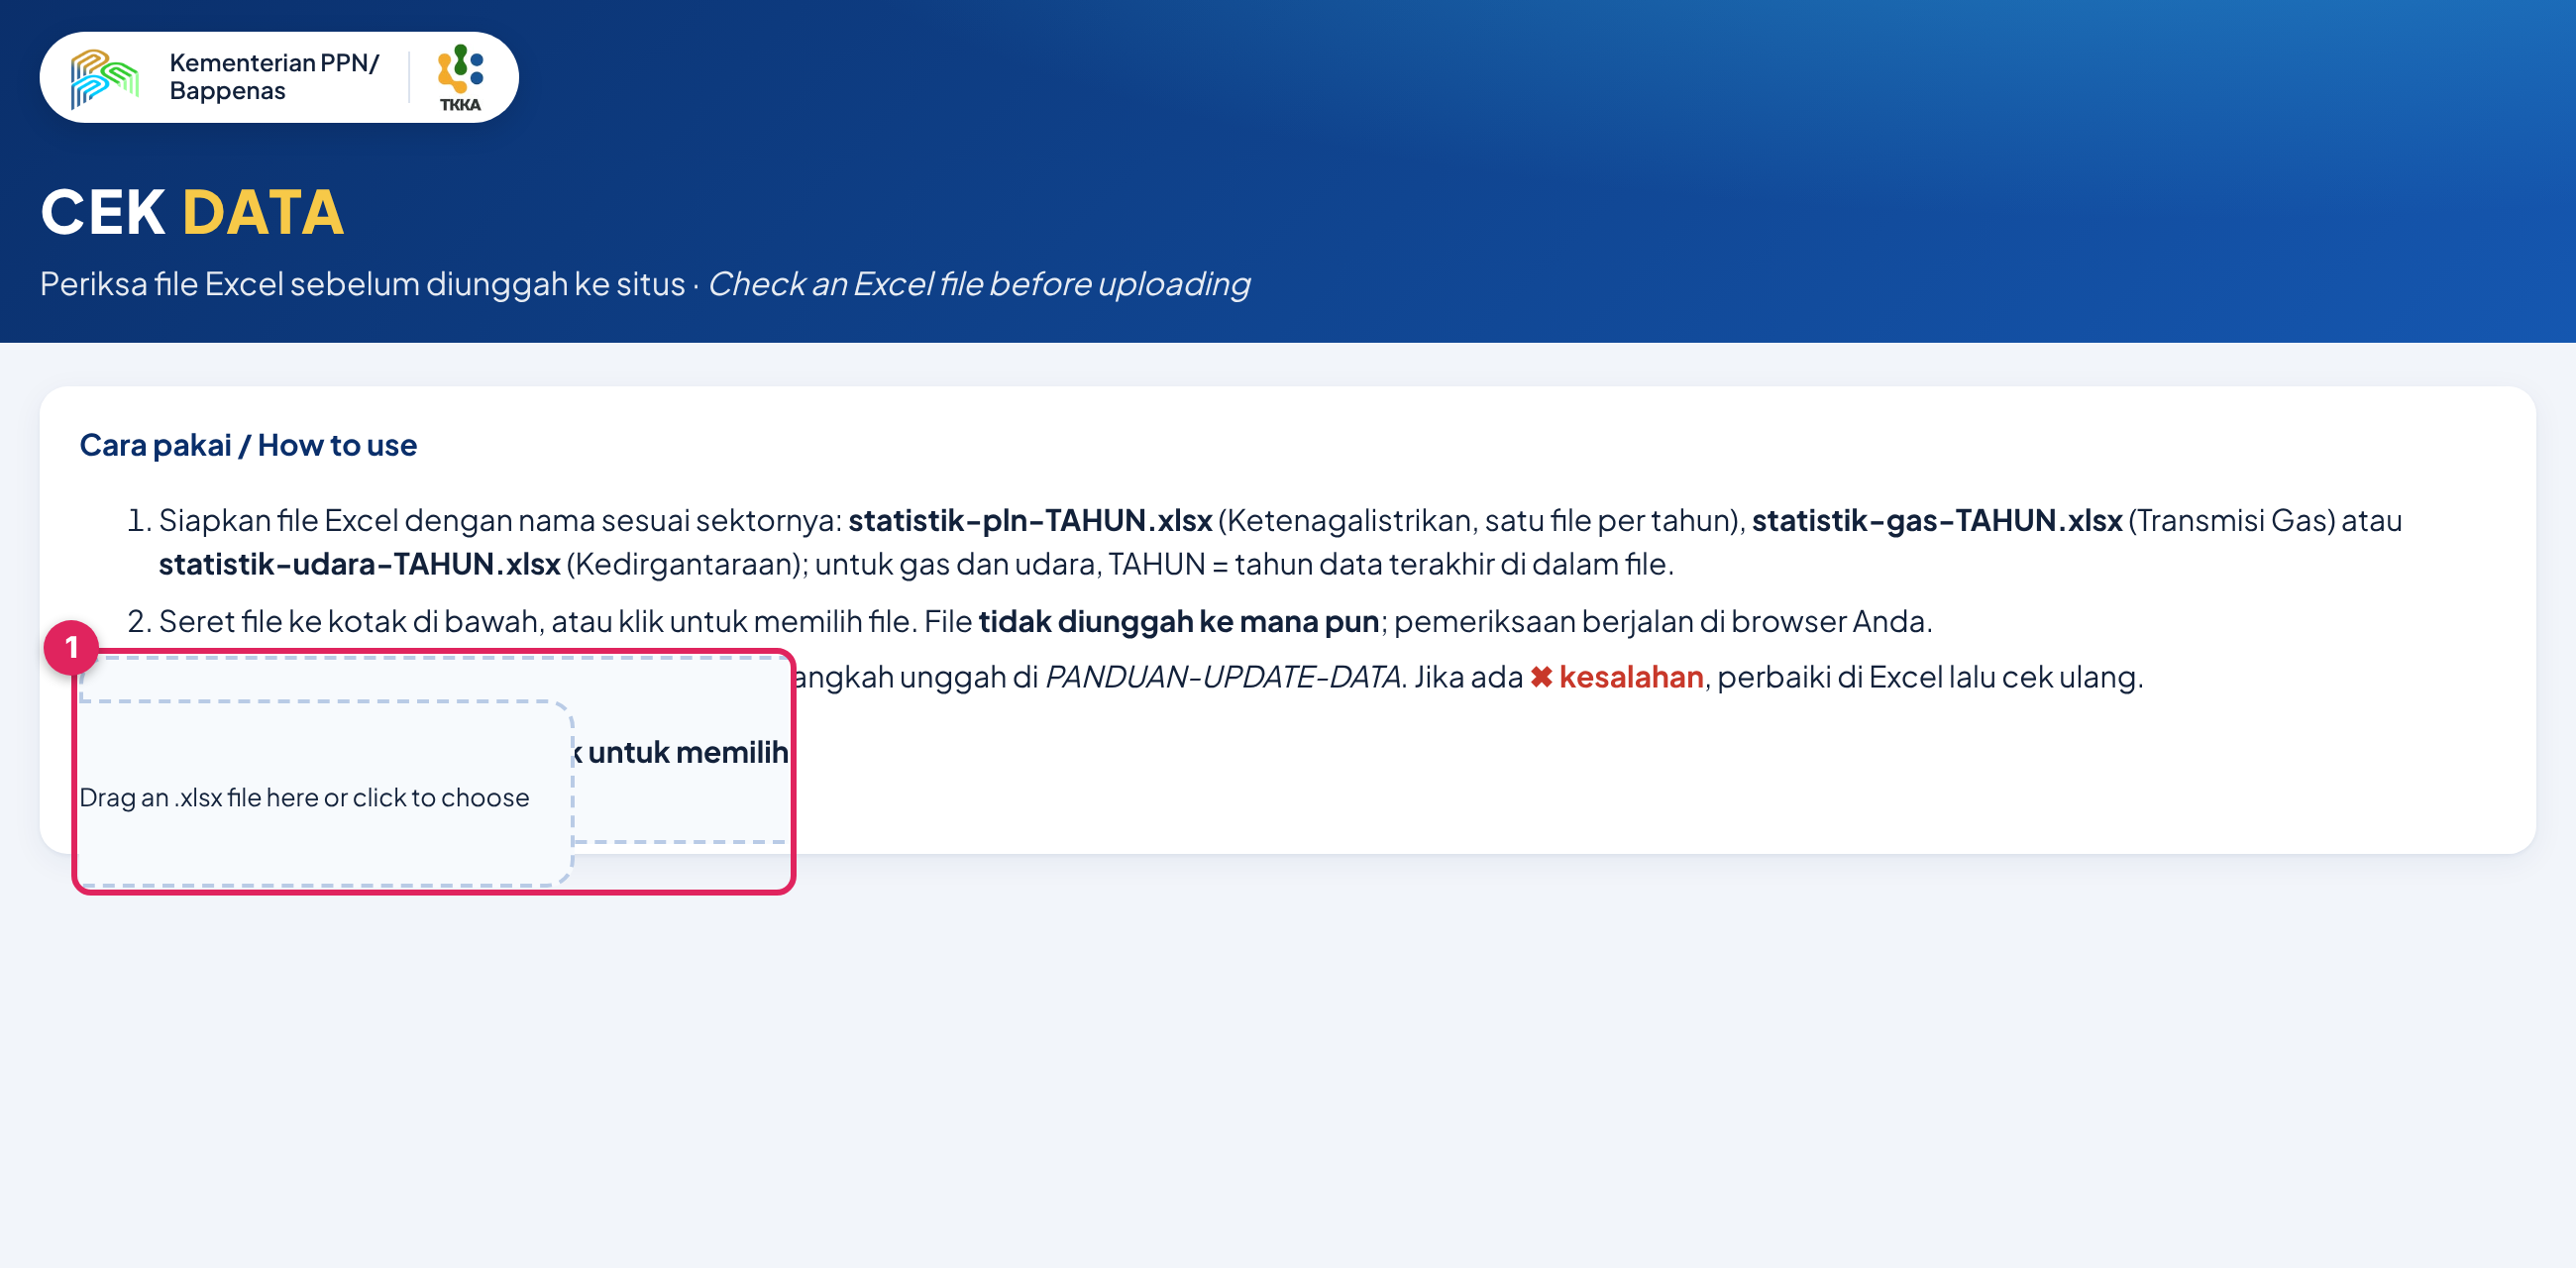 Kementerian PPN/
Bappenas
TKKA
CEK DATA
Periksa file Excel sebelum diunggah ke situs · Check an Excel file before uploading
Cara pakai / How to use
1. Siapkan file Excel dengan nama sesuai sektornya: statistik-pln-TAHUN.xlsx (Ketenagalistrikan, satu file per tahun), statistik-gas-TAHUN.xlsx (Transmisi Gas) atau
statistik-udara-TAHUN.xlsx (Kedirgantaraan); untuk gas dan udara, TAHUN = tahun data terakhir di dalam file.
2. Seret file ke kotak di bawah, atau klik untuk memilih file. File tidak diunggah ke mana pun; pemeriksaan berjalan di browser Anda.
1
angkah unggah di PANDUAN-UPDATE-DATA. Jika ada ✖ kesalahan, perbaiki di Excel lalu cek ulang.
k untuk memilih
Drag an .xlsx file here or click to choose